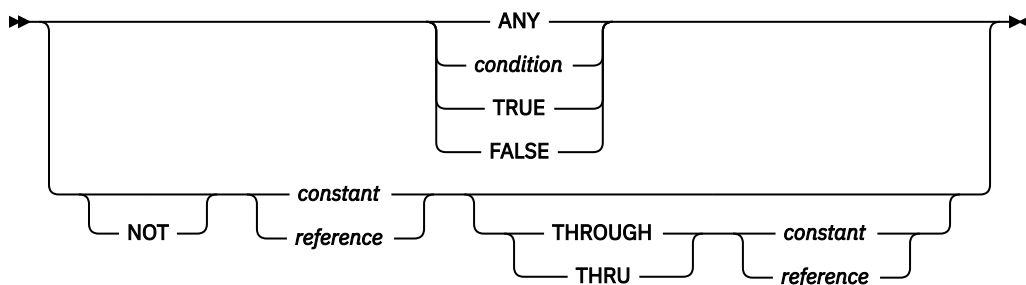 ANY
condition
TRUE
FALSE
constant
NOT reference THROUGH constant
THRU reference